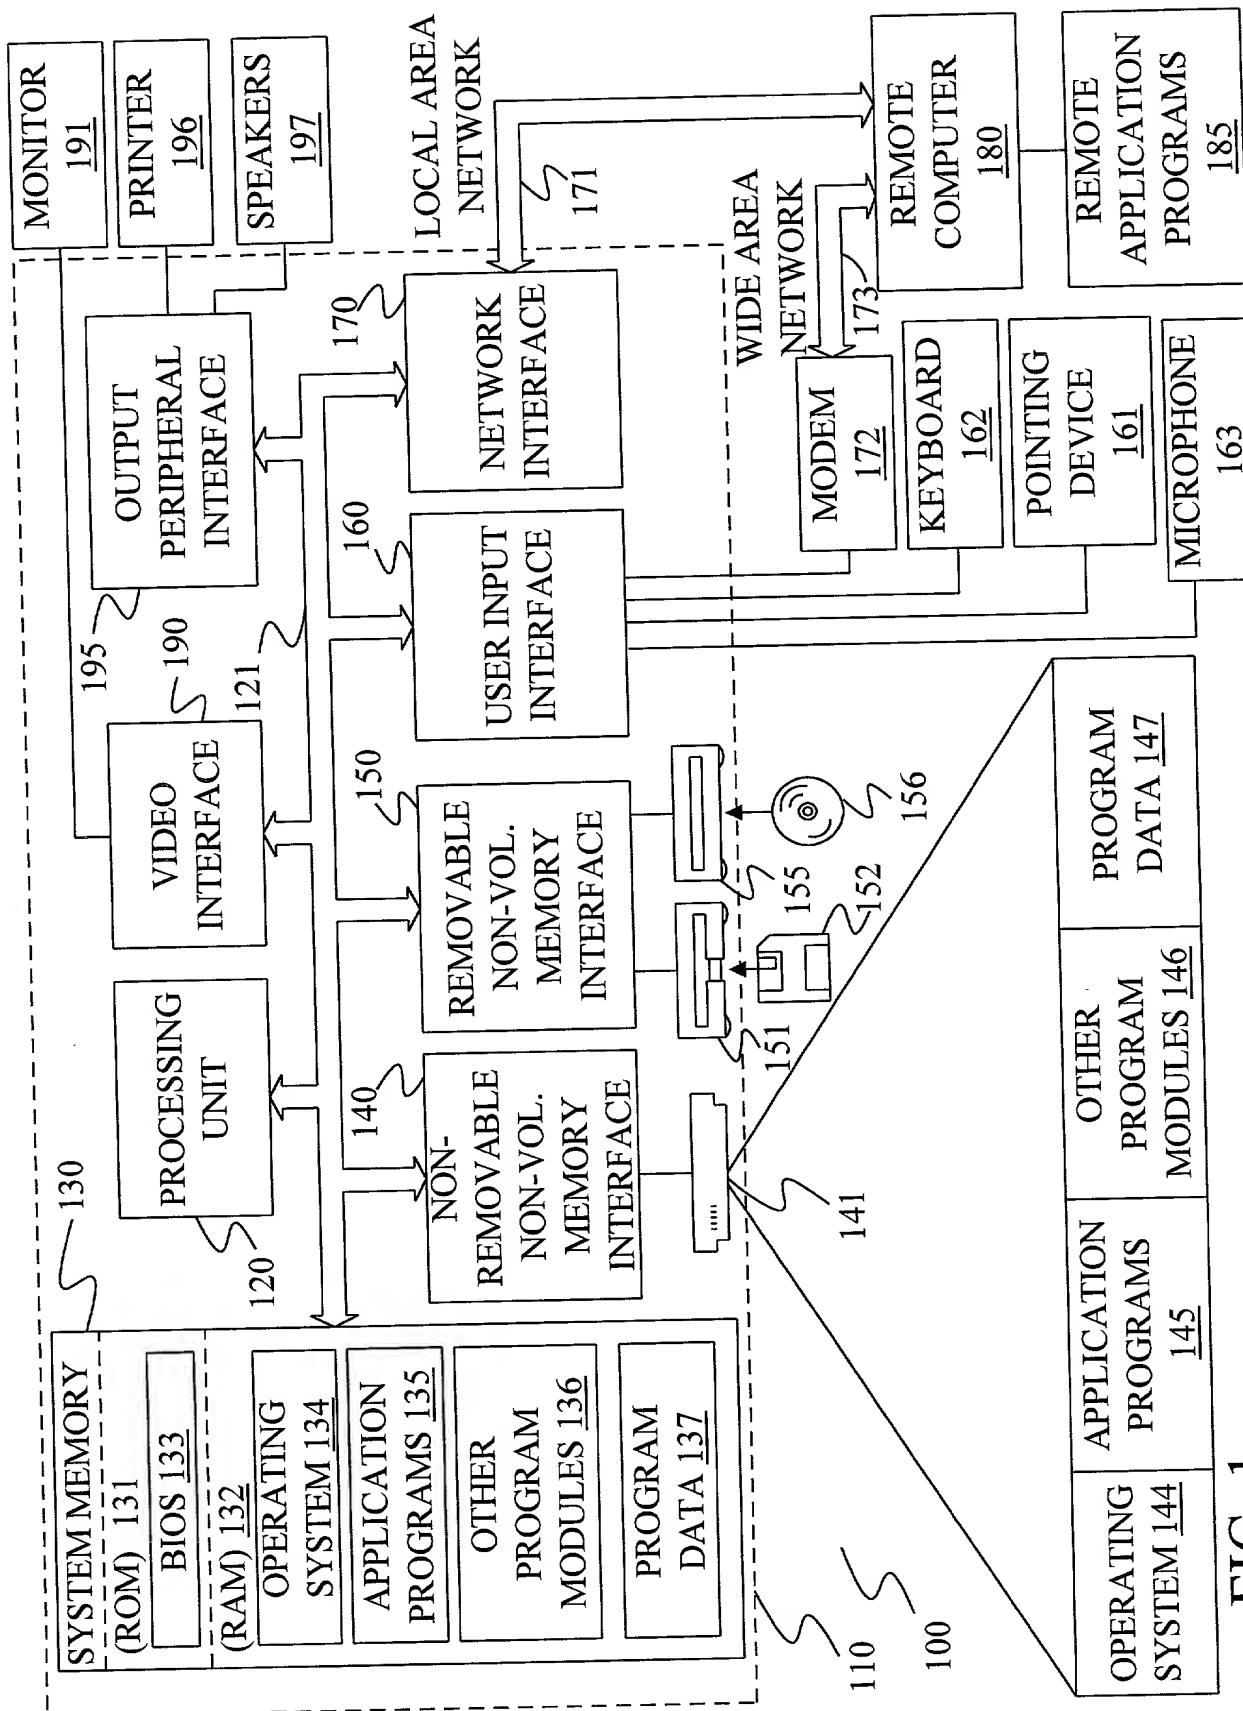 SYSTEM MEMORY
(ROM) 131
BIOS 133
(RAM) 132
OPERATING
SYSTEM 134
APPLICATION
PROGRAMS 135
OTHER
PROGRAM
MODULES 136
PROGRAM
DATA 137
130
PROCESSING
UNIT
120
VIDEO
INTERFACE
190
OUTPUT
PERIPHERAL
INTERFACE
195
121
MONITOR
191
PRINTER
196
SPEAKERS
197
NON-
REMOVABLE
NON-VOL.
MEMORY
INTERFACE
140
REMOVABLE
NON-VOL.
MEMORY
INTERFACE
150
USER INPUT
INTERFACE
160
NETWORK
INTERFACE
170
LOCAL AREA
NETWORK
171
WIDE AREA
NETWORK
173
141
151
152
155
156
MODEM
172
KEYBOARD
162
POINTING
DEVICE
161
MICROPHONE
163
REMOTE
COMPUTER
180
REMOTE
APPLICATION
PROGRAMS
185
110
100
OPERATING
SYSTEM 144
APPLICATION
PROGRAMS
145
OTHER
PROGRAM
MODULES 146
PROGRAM
DATA 147
FIG. 1